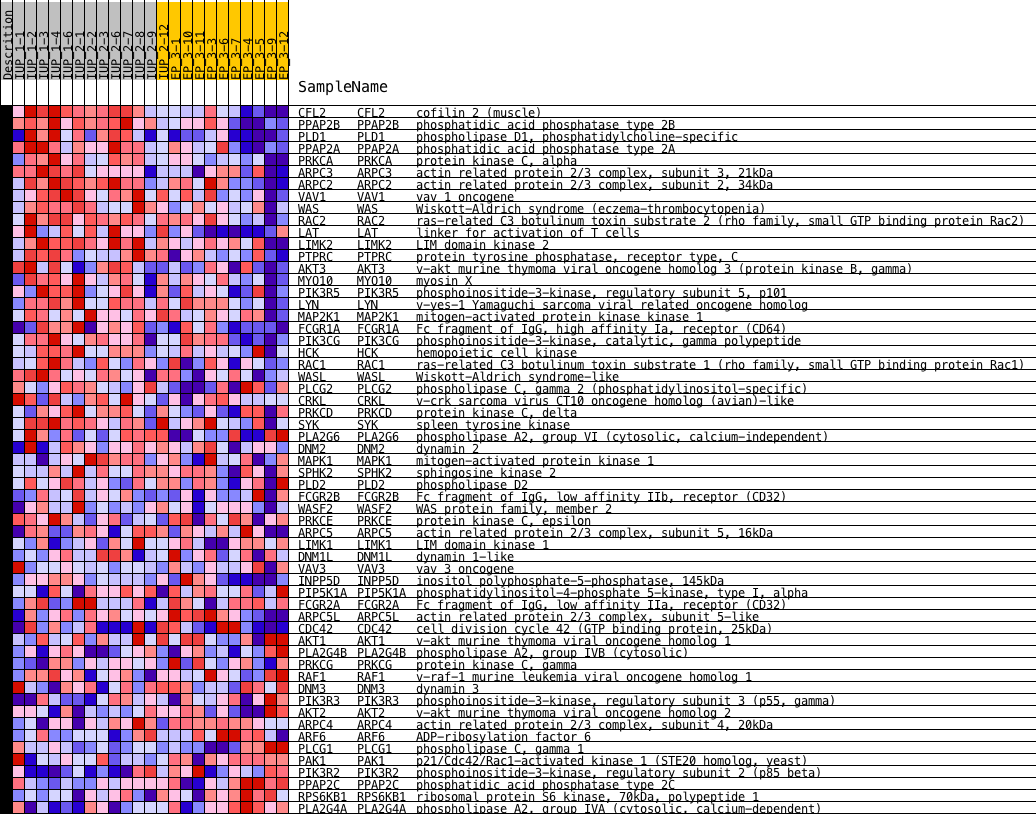 Descrition
IUP_1-1
IUP_1-2
IUP_1-3
IUP_1-4
IUP_1-6
IUP_2-1
IUP_2-2
IUP_2-3
IUP_2-6
IUP_2-7
IUP_2-8
IUP_2-9
IUP_2-12
EP_3-1
EP_3-10
EP_3-11
EP_3-3
EP_3-6
EP_3-7
EP_3-4
EP_3-5
EP_3-9
EP_3-12
SampleName
CFL2 CFL2 cofilin 2 (muscle)
PPAP2B PPAP2B phosphatidic acid phosphatase type 2B
PLD1 PLD1 phospholipase D1, phosphatidylcholine-specific
PPAP2A PPAP2A phosphatidic acid phosphatase type 2A
PRKCA PRKCA protein kinase C, alpha
ARPC3 ARPC3 actin related protein 2/3 complex, subunit 3, 21kDa
ARPC2 ARPC2 actin related protein 2/3 complex, subunit 2, 34kDa
VAV1 VAV1 vav 1 oncogene
WAS WAS Wiskott-Aldrich syndrome (eczema-thrombocytopenia)
RAC2 RAC2 ras-related C3 botulinum toxin substrate 2 (rho family, small GTP binding protein Rac2)
LAT LAT linker for activation of T cells
LIMK2 LIMK2 LIM domain kinase 2
PTPRC PTPRC protein tyrosine phosphatase, receptor type, C
AKT3 AKT3 v-akt murine thymoma viral oncogene homolog 3 (protein kinase B, gamma)
MYO10 MYO10 myosin X
PIK3R5 PIK3R5 phosphoinositide-3-kinase, regulatory subunit 5, p101
LYN LYN v-yes-1 Yamaguchi sarcoma viral related oncogene homolog
MAP2K1 MAP2K1 mitogen-activated protein kinase kinase 1
FCGR1A FCGR1A Fc fragment of IgG, high affinity Ia, receptor (CD64)
PIK3CG PIK3CG phosphoinositide-3-kinase, catalytic, gamma polypeptide
HCK HCK hemopoietic cell kinase
RAC1 RAC1 ras-related C3 botulinum toxin substrate 1 (rho family, small GTP binding protein Rac1)
WASL WASL Wiskott-Aldrich syndrome-like
PLCG2 PLCG2 phospholipase C, gamma 2 (phosphatidylinositol-specific)
CRKL CRKL v-crk sarcoma virus CT10 oncogene homolog (avian)-like
PRKCD PRKCD protein kinase C, delta
SYK SYK spleen tyrosine kinase
PLA2G6 PLA2G6 phospholipase A2, group VI (cytosolic, calcium-independent)
DNM2 DNM2 dynamin 2
MAPK1 MAPK1 mitogen-activated protein kinase 1
SPHK2 SPHK2 sphingosine kinase 2
PLD2 PLD2 phospholipase D2
FCGR2B FCGR2B Fc fragment of IgG, low affinity IIb, receptor (CD32)
WASF2 WASF2 WAS protein family, member 2
PRKCE PRKCE protein kinase C, epsilon
ARPC5 ARPC5 actin related protein 2/3 complex, subunit 5, 16kDa
LIMK1 LIMK1 LIM domain kinase 1
DNM1L DNM1L dynamin 1-like
VAV3 VAV3 vav 3 oncogene
INPP5D INPP5D inositol polyphosphate-5-phosphatase, 145kDa
PIP5K1A PIP5K1A phosphatidylinositol-4-phosphate 5-kinase, type I, alpha
FCGR2A FCGR2A Fc fragment of IgG, low affinity IIa, receptor (CD32)
ARPC5L ARPC5L actin related protein 2/3 complex, subunit 5-like
CDC42 CDC42 cell division cycle 42 (GTP binding protein, 25kDa)
AKT1 AKT1 v-akt murine thymoma viral oncogene homolog 1
PLA2G4B PLA2G4B phospholipase A2, group IVB (cytosolic)
PRKCG PRKCG protein kinase C, gamma
RAF1 RAF1 v-raf-1 murine leukemia viral oncogene homolog 1
DNM3 DNM3 dynamin 3
PIK3R3 PIK3R3 phosphoinositide-3-kinase, regulatory subunit 3 (p55, gamma)
AKT2 AKT2 v-akt murine thymoma viral oncogene homolog 2
ARPC4 ARPC4 actin related protein 2/3 complex, subunit 4, 20kDa
ARF6 ARF6 ADP-ribosylation factor 6
PLCG1 PLCG1 phospholipase C, gamma 1
PAK1 PAK1 p21/Cdc42/Rac1-activated kinase 1 (STE20 homolog, yeast)
PIK3R2 PIK3R2 phosphoinositide-3-kinase, regulatory subunit 2 (p85 beta)
PPAP2C PPAP2C phosphatidic acid phosphatase type 2C
RPS6KB1 RPS6KB1 ribosomal protein S6 kinase, 70kDa, polypeptide 1
PLA2G4A PLA2G4A phospholipase A2, group IVA (cytosolic, calcium-dependent)